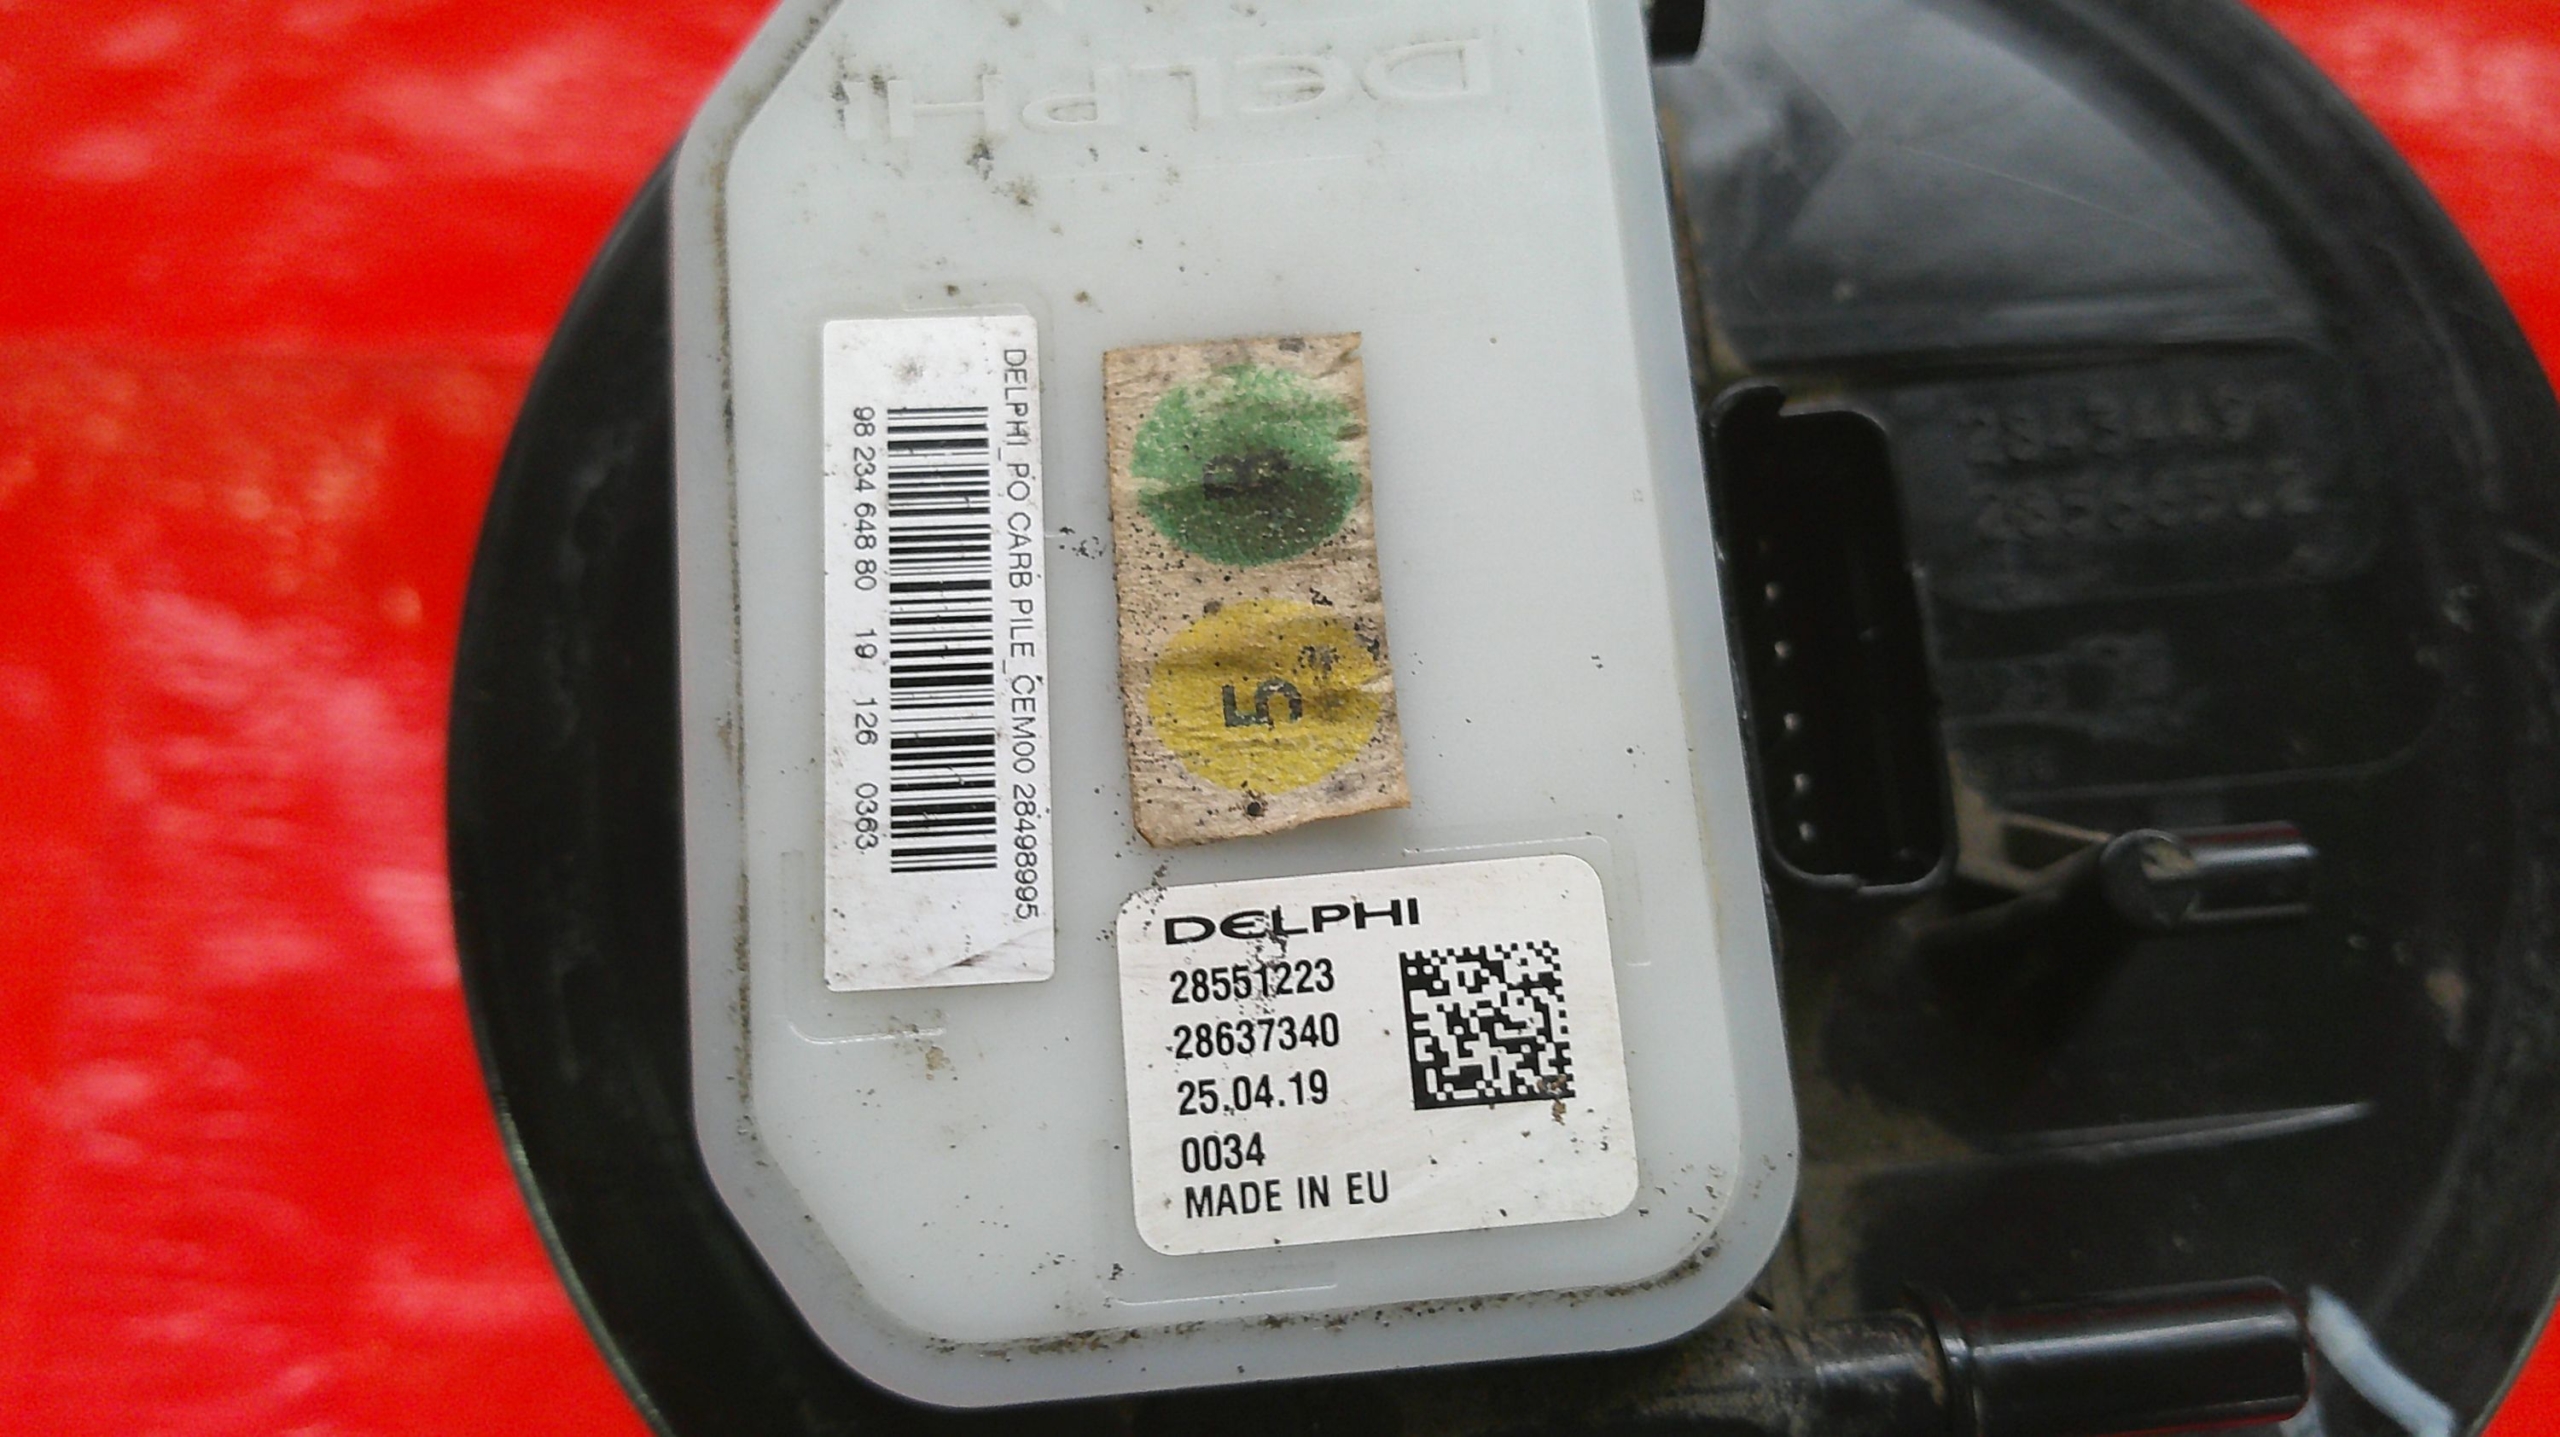 DELPHI
DELPHI_PO CARB PILE_CEM00 28498995
98 234 648 80 19 126 0363
5
DELPHI
28551223
28637340
25.04.19
0034
MADE IN EU